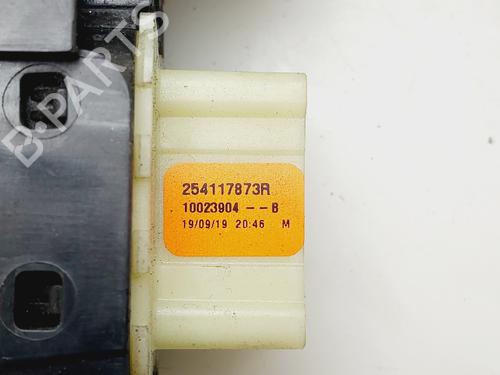 B-PARTS
254117873R
10023904 -- B
19/09/19 20:46 M